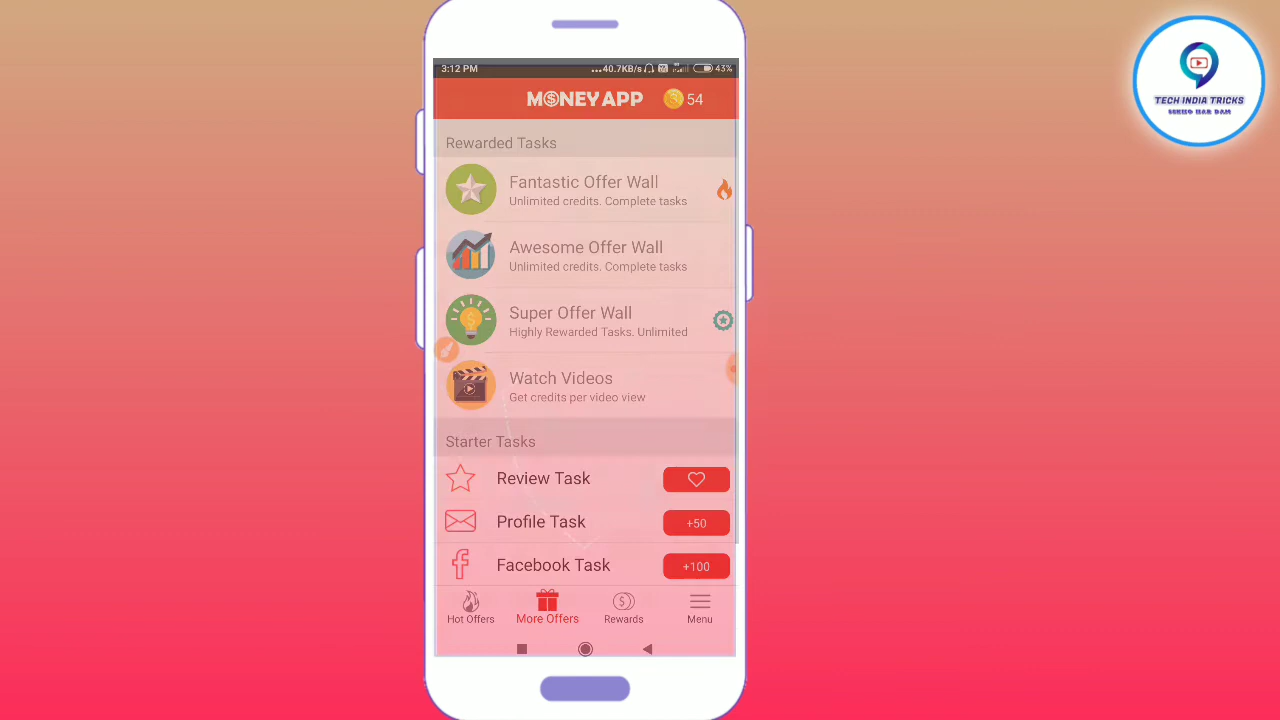 3:12 PM
...40.7KB/s
43%
MONEY APP
54
Rewarded Tasks
Fantastic Offer Wall
Unlimited credits. Complete tasks
Awesome Offer Wall
Unlimited credits. Complete tasks
Super Offer Wall
Highly Rewarded Tasks. Unlimited
Watch Videos
Get credits per video view
Starter Tasks
Review Task
Profile Task
+50
Facebook Task
+100
Hot Offers
More Offers
Rewards
Menu
TECH INDIA TRICKS